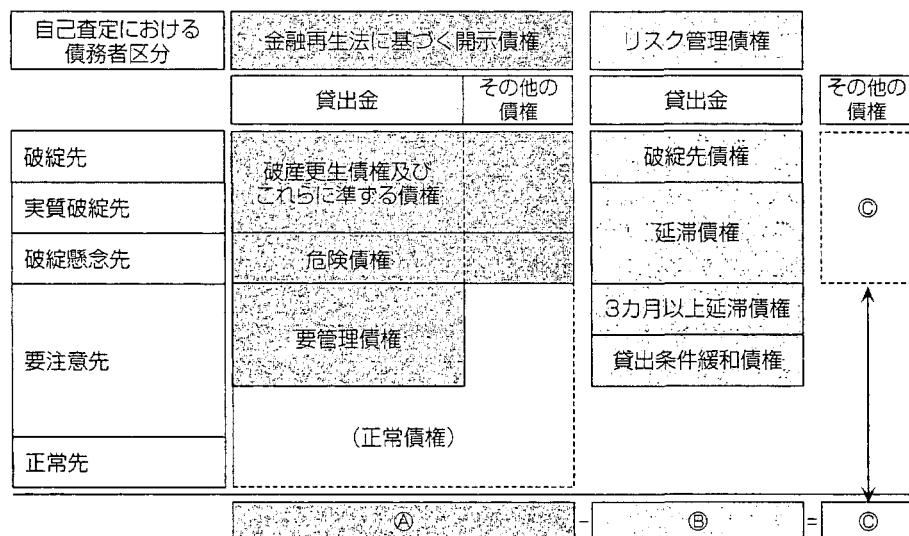 自己査定における
債務者区分
金融再生法に基づく開示債権
リスク管理債権
貸出金
その他の
債権
貸出金
その他の
債権
破綻先
破産更生債権及び
これらに準ずる債権
破綻先債権
実質破綻先
延滞債権
Ⓒ
破綻懸念先
危険債権
要注意先
要管理債権
3カ月以上延滞債権
貸出条件緩和債権
(正常債権)
正常先
Ⓐ − Ⓑ = Ⓒ